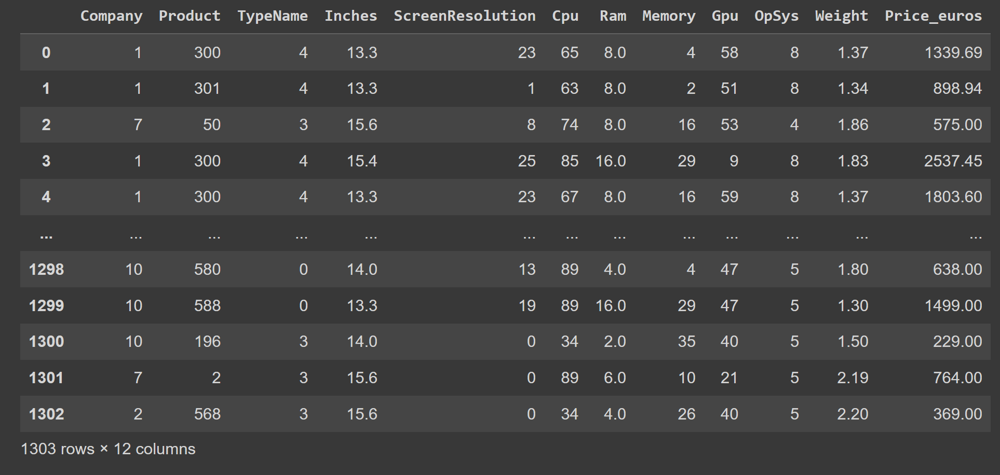 Company Product TypeName Inches ScreenResolution Cpu Ram Memory Gpu OpSys Weight Price_euros
0 1 300 4 13.3 23 65 8.0 4 58 8 1.37 1339.69
1 1 301 4 13.3 1 63 8.0 2 51 8 1.34 898.94
2 7 50 3 15.6 8 74 8.0 16 53 4 1.86 575.00
3 1 300 4 15.4 25 85 16.0 29 9 8 1.83 2537.45
4 1 300 4 13.3 23 67 8.0 16 59 8 1.37 1803.60
... ... ... ... ... ... ... ... ... ... ... ... ...
1298 10 580 0 14.0 13 89 4.0 4 47 5 1.80 638.00
1299 10 588 0 13.3 19 89 16.0 29 47 5 1.30 1499.00
1300 10 196 3 14.0 0 34 2.0 35 40 5 1.50 229.00
1301 7 2 3 15.6 0 89 6.0 10 21 5 2.19 764.00
1302 2 568 3 15.6 0 34 4.0 26 40 5 2.20 369.00
1303 rows × 12 columns